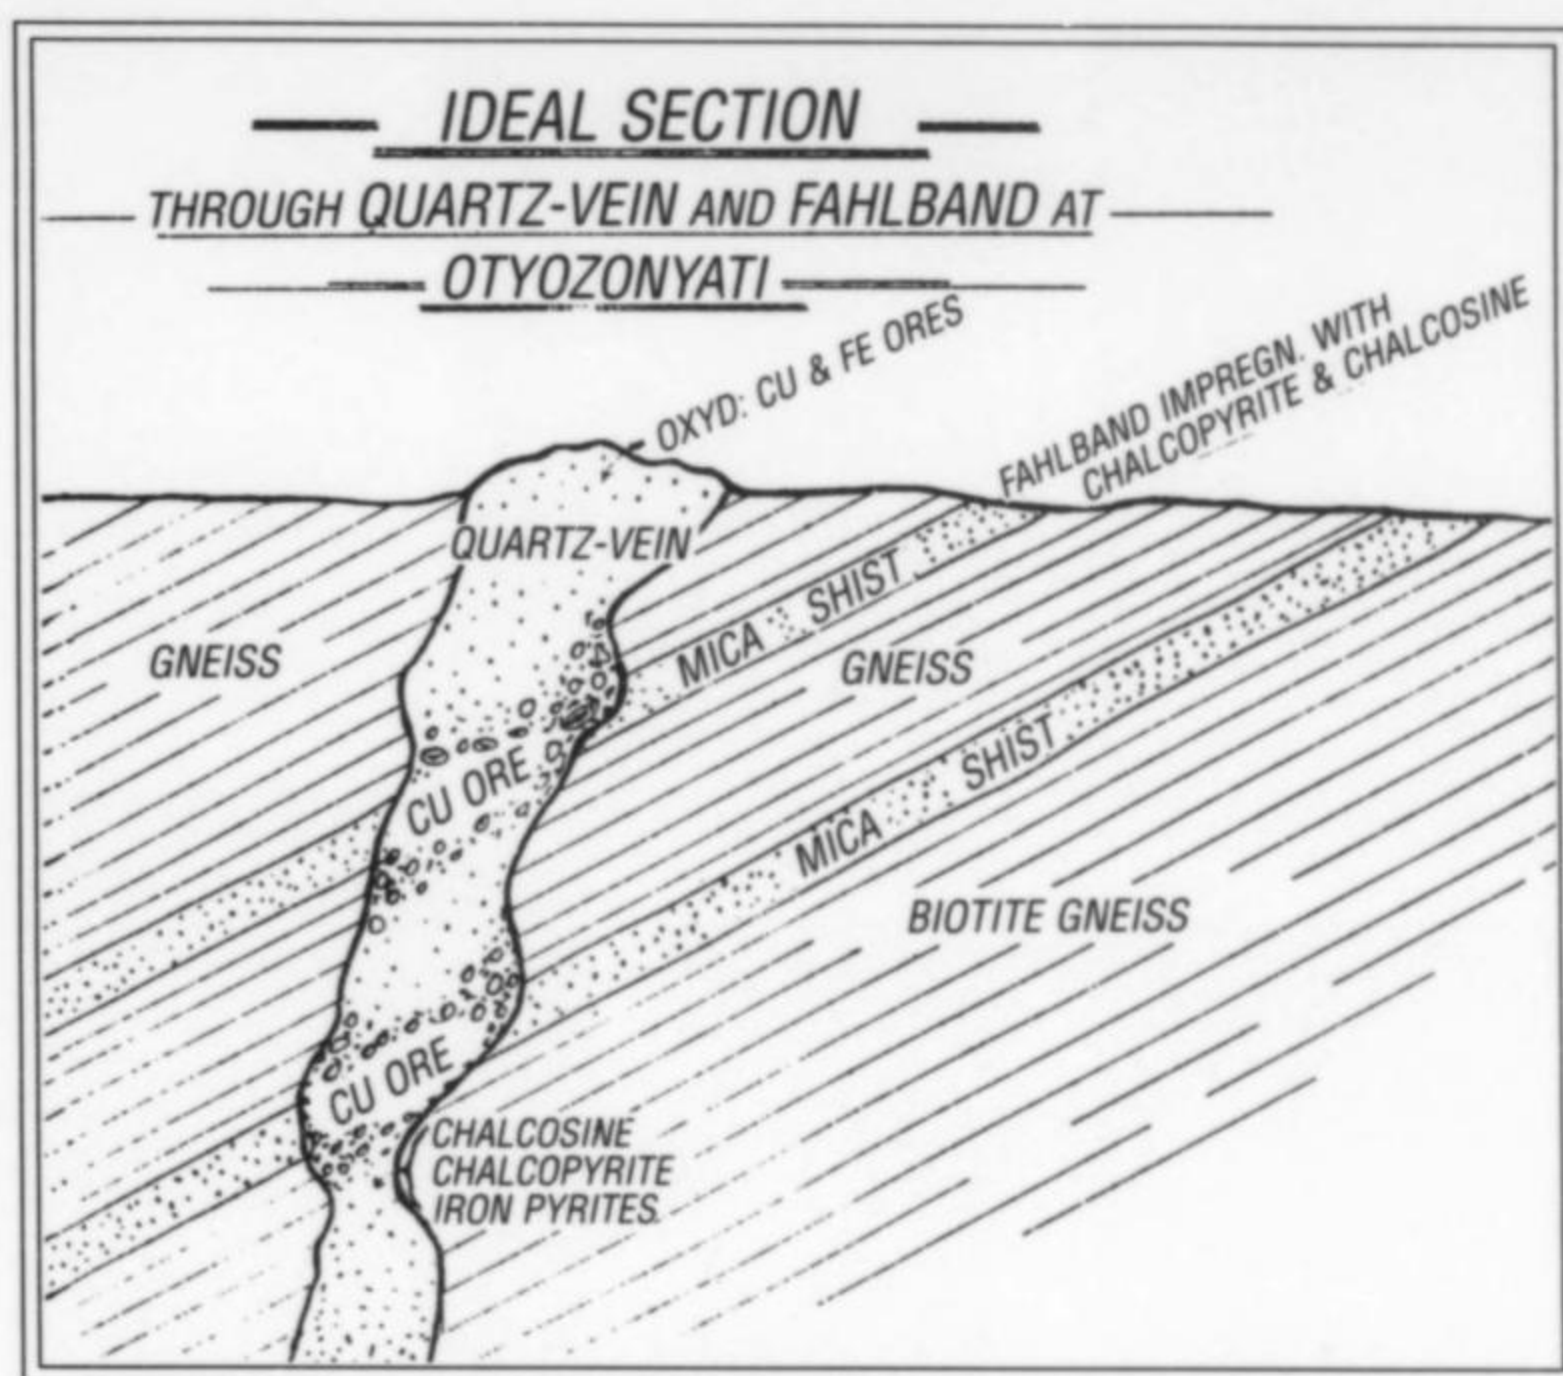 IDEAL SECTION
THROUGH QUARTZ-VEIN AND FAHLBAND AT
OTYOZONYATI
OXYD: CU & FE ORES
FAHLBAND IMPREGN. WITH
CHALCOPYRITE & CHALCOSINE
QUARTZ-VEIN
MICA SHIST
GNEISS
GNEISS
MICA SHIST
CU ORE
BIOTITE GNEISS
CU ORE
CHALCOSINE
CHALCOPYRITE
IRON PYRITES